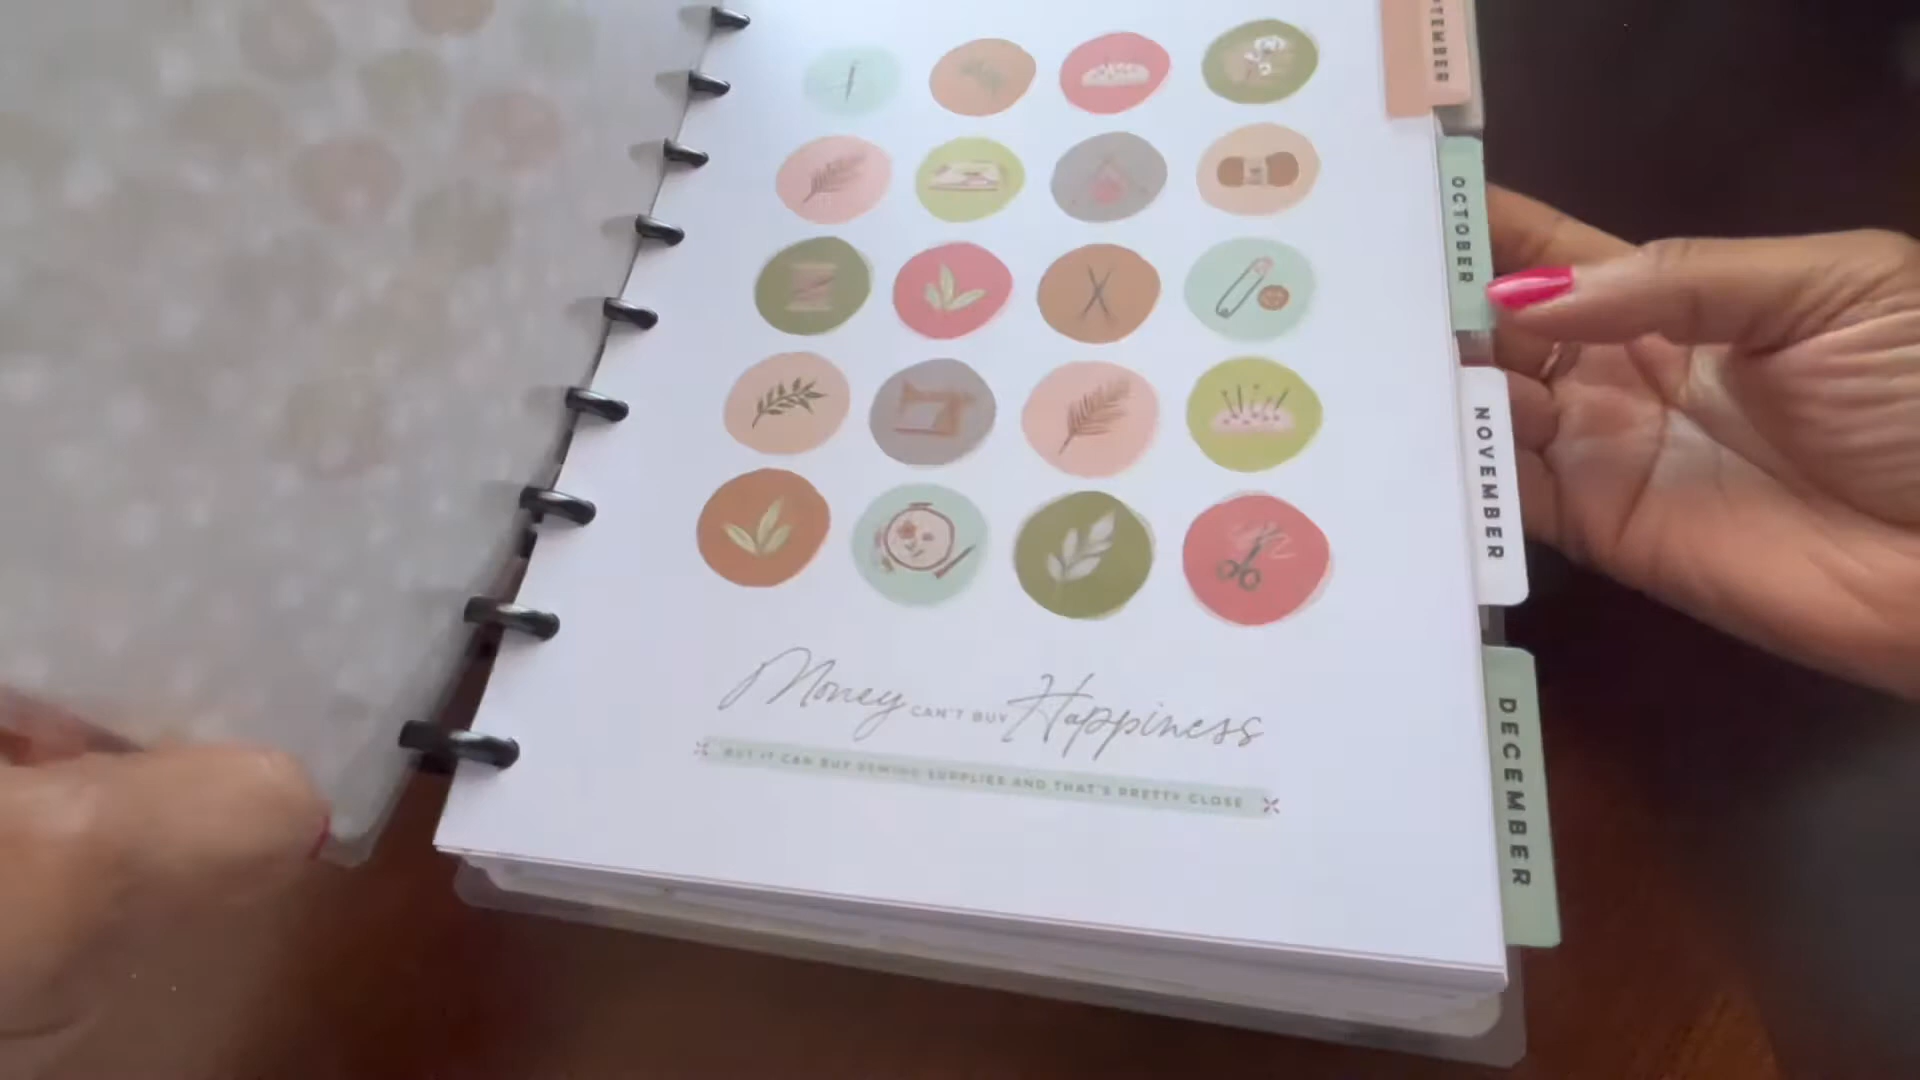 TEMBER
OCTOBER
NOVEMBER
DECEMBER
Money CAN'T BUY Happiness
BUT IT CAN BUY SEWING SUPPLIES AND THAT'S PRETTY CLOSE